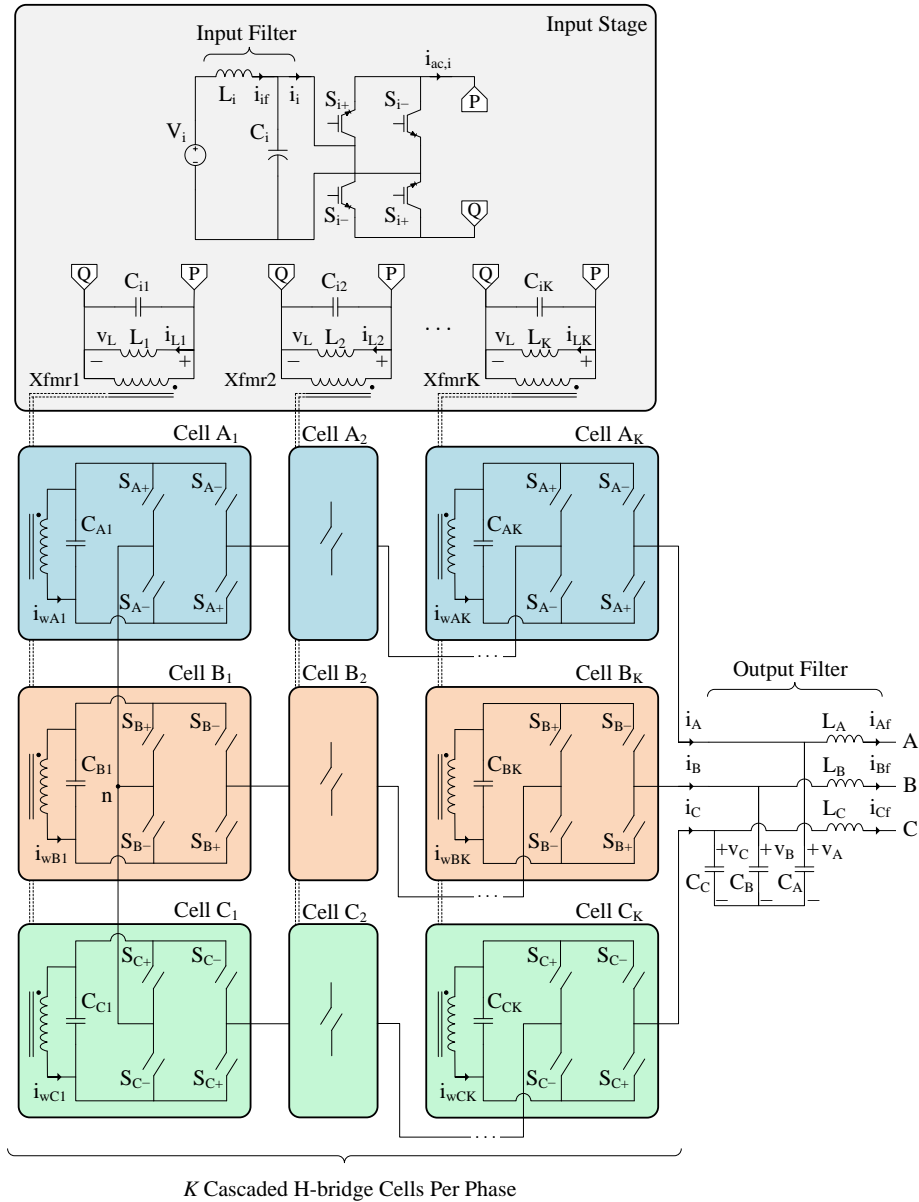 Input Stage
Input Filter
L_i i_if i_i
i_ac,i
V_i
+
−
C_i
S_i+ S_i−
S_i− S_i+
P
Q
Q P Q P Q P
C_i1 C_i2 C_iK
v_L L_1 i_L1 v_L L_2 i_L2 · · · v_L L_K i_LK
− + − + − +
Xfmr1 Xfmr2 XfmrK
Cell A_1 Cell A_2 Cell A_K
S_A+ S_A− S_A+ S_A−
C_A1 C_AK
S_A− S_A+ S_A− S_A+
i_wA1 i_wAK
· · ·
Cell B_1 Cell B_2 Cell B_K
S_B+ S_B− S_B+ S_B−
C_B1 C_BK
n
S_B− S_B+ S_B− S_B+
i_wB1 i_wBK
· · ·
Cell C_1 Cell C_2 Cell C_K
S_C+ S_C− S_C+ S_C−
C_C1 C_CK
S_C− S_C+ S_C− S_C+
i_wC1 i_wCK
· · ·
Output Filter
i_A L_A i_Af A
i_B L_B i_Bf B
i_C L_C i_Cf C
+ v_C + v_B + v_A
C_C C_B C_A
− − −
K Cascaded H-bridge Cells Per Phase